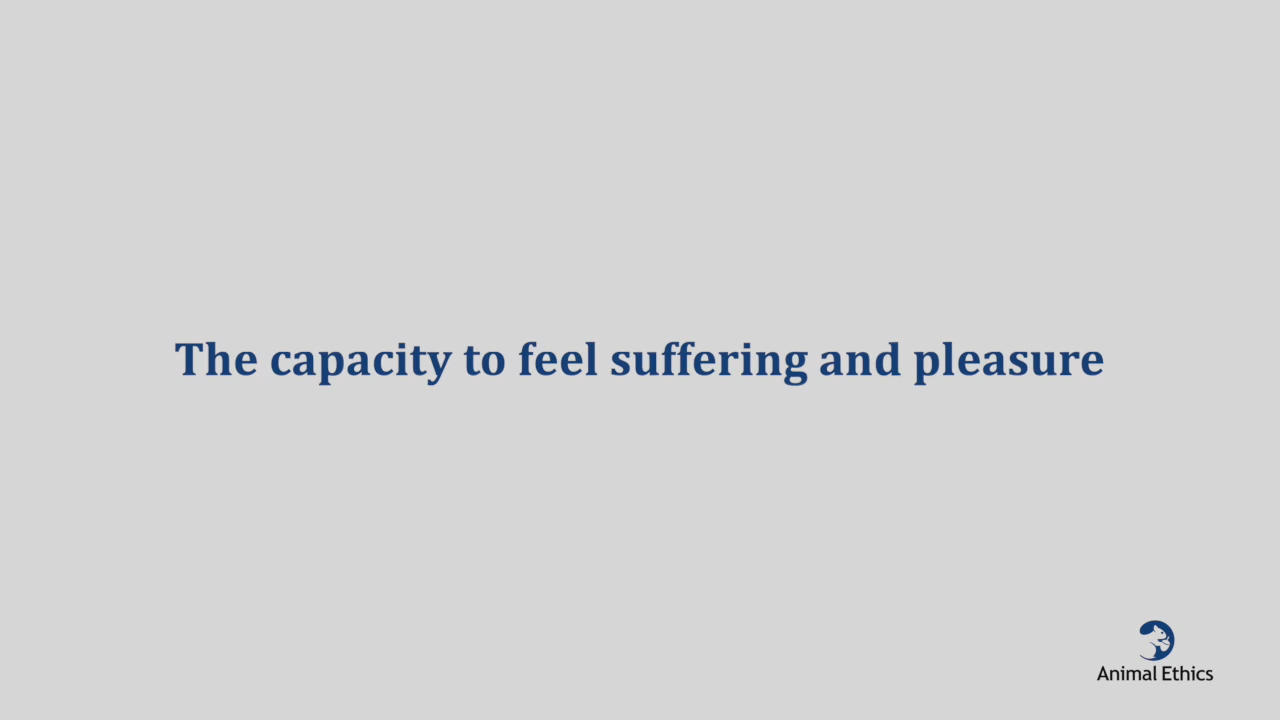 The capacity to feel suffering and pleasure
Animal Ethics